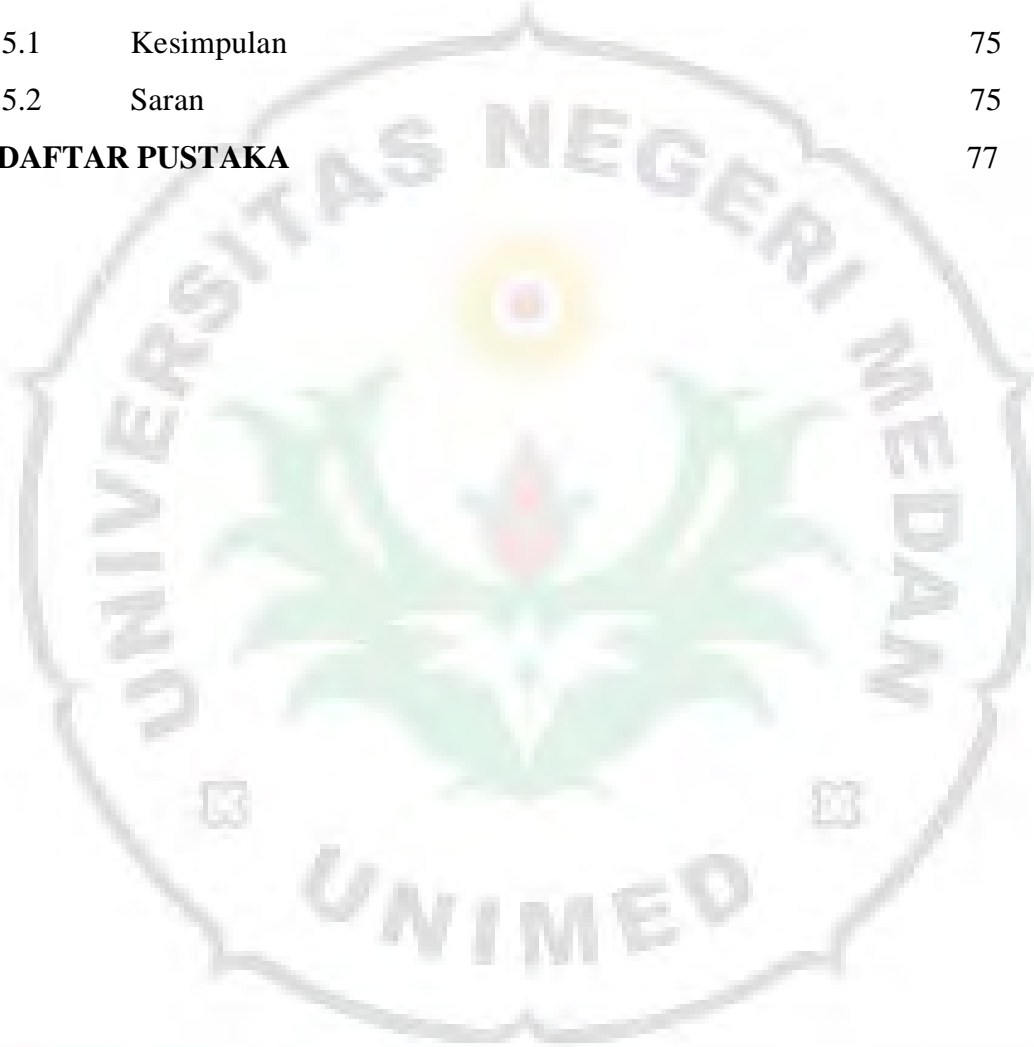 5.1 Kesimpulan 75
5.2 Saran 75
DAFTAR PUSTAKA 77
UNIVERSITAS NEGERI MEDAN
UNIMED